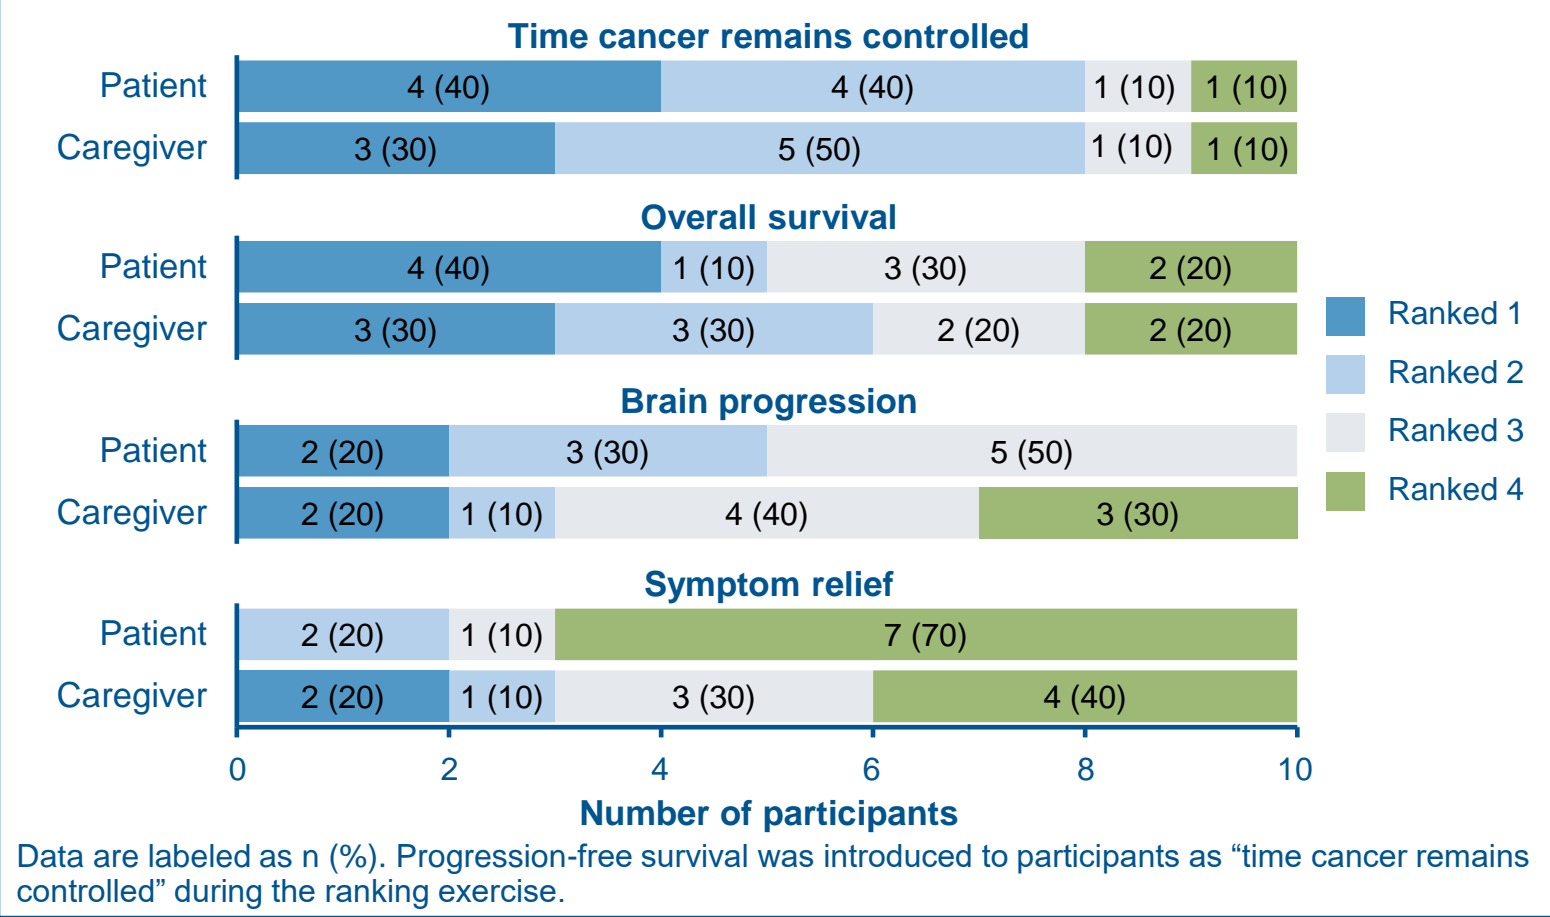 Time cancer remains controlled
Patient 4 (40) 4 (40) 1 (10) 1 (10)
Caregiver 3 (30) 5 (50) 1 (10) 1 (10)
Overall survival
Patient 4 (40) 1 (10) 3 (30) 2 (20)
Caregiver 3 (30) 3 (30) 2 (20) 2 (20)
Brain progression
Patient 2 (20) 3 (30) 5 (50)
Caregiver 2 (20) 1 (10) 4 (40) 3 (30)
Symptom relief
Patient 2 (20) 1 (10) 7 (70)
Caregiver 2 (20) 1 (10) 3 (30) 4 (40)
0 2 4 6 8 10
Number of participants
Ranked 1
Ranked 2
Ranked 3
Ranked 4
Data are labeled as n (%). Progression-free survival was introduced to participants as “time cancer remains
controlled” during the ranking exercise.